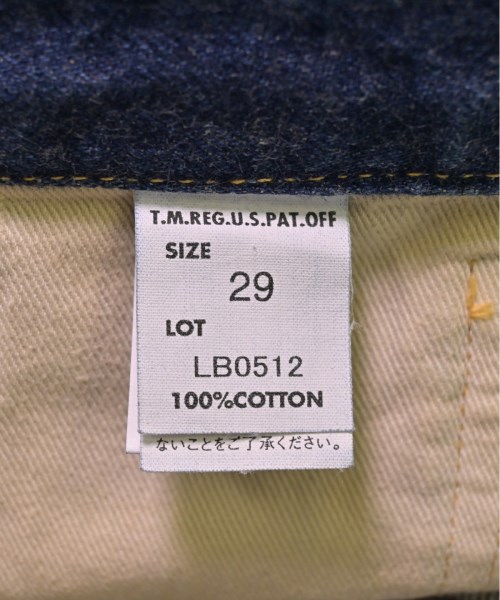 T.M.REG.U.S.PAT.OFF
SIZE
29
LOT
LB0512
100%COTTON
ないことをご了承ください。